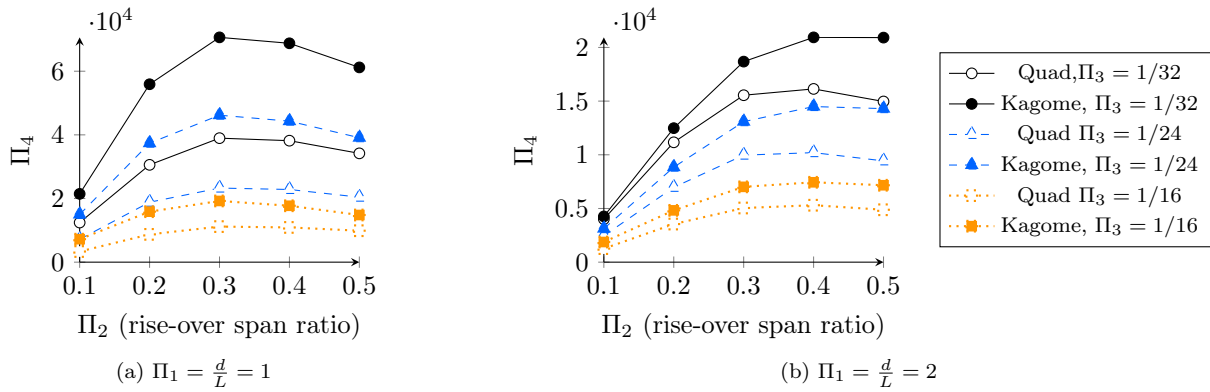 ·10⁴
6
4
2
0
Π₄
0.1 0.2 0.3 0.4 0.5
Π₂ (rise-over span ratio)
(a) Π₁ = d/L = 1
·10⁴
2
1.5
1
0.5
0
Π₄
0.1 0.2 0.3 0.4 0.5
Π₂ (rise-over span ratio)
(b) Π₁ = d/L = 2
Quad,Π₃ = 1/32
Kagome, Π₃ = 1/32
Quad Π₃ = 1/24
Kagome, Π₃ = 1/24
Quad Π₃ = 1/16
Kagome, Π₃ = 1/16